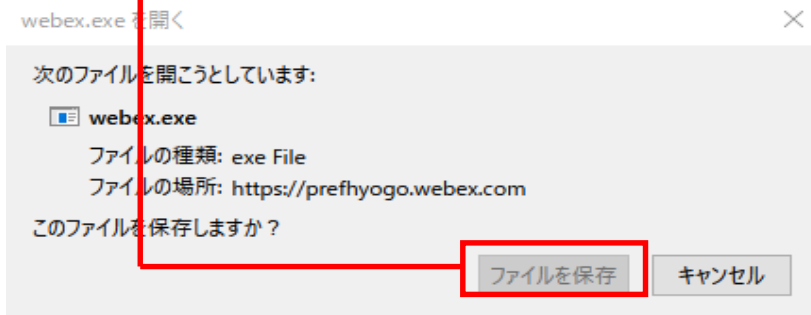 webex.exe を開く
次のファイルを開こうとしています:
webex.exe
ファイルの種類: exe File
ファイルの場所: https://prefhyogo.webex.com
このファイルを保存しますか？
ファイルを保存 キャンセル